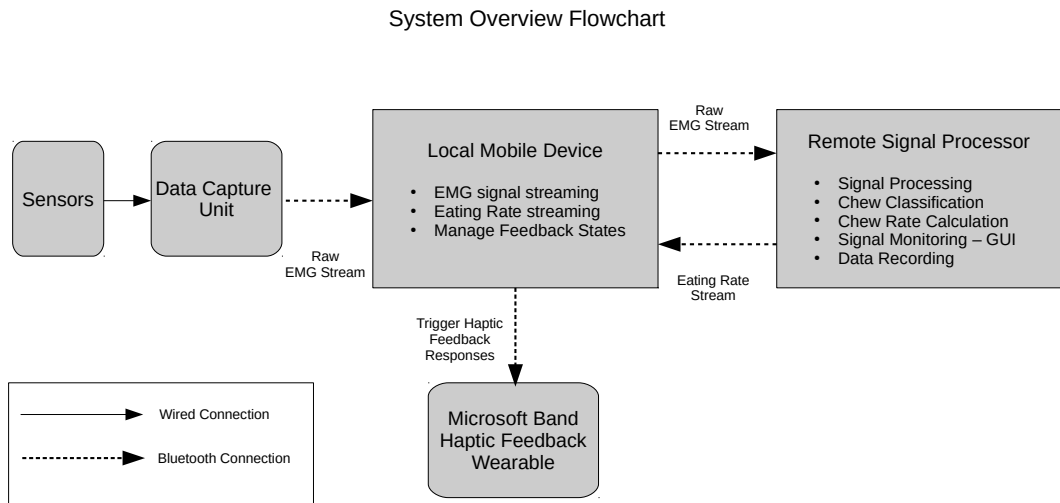 System Overview Flowchart
Sensors
Data Capture
Unit
Raw
EMG Stream
Local Mobile Device
• EMG signal streaming
• Eating Rate streaming
• Manage Feedback States
Raw
EMG Stream
Eating Rate
Stream
Remote Signal Processor
• Signal Processing
• Chew Classification
• Chew Rate Calculation
• Signal Monitoring – GUI
• Data Recording
Trigger Haptic
Feedback
Responses
Microsoft Band
Haptic Feedback
Wearable
Wired Connection
Bluetooth Connection